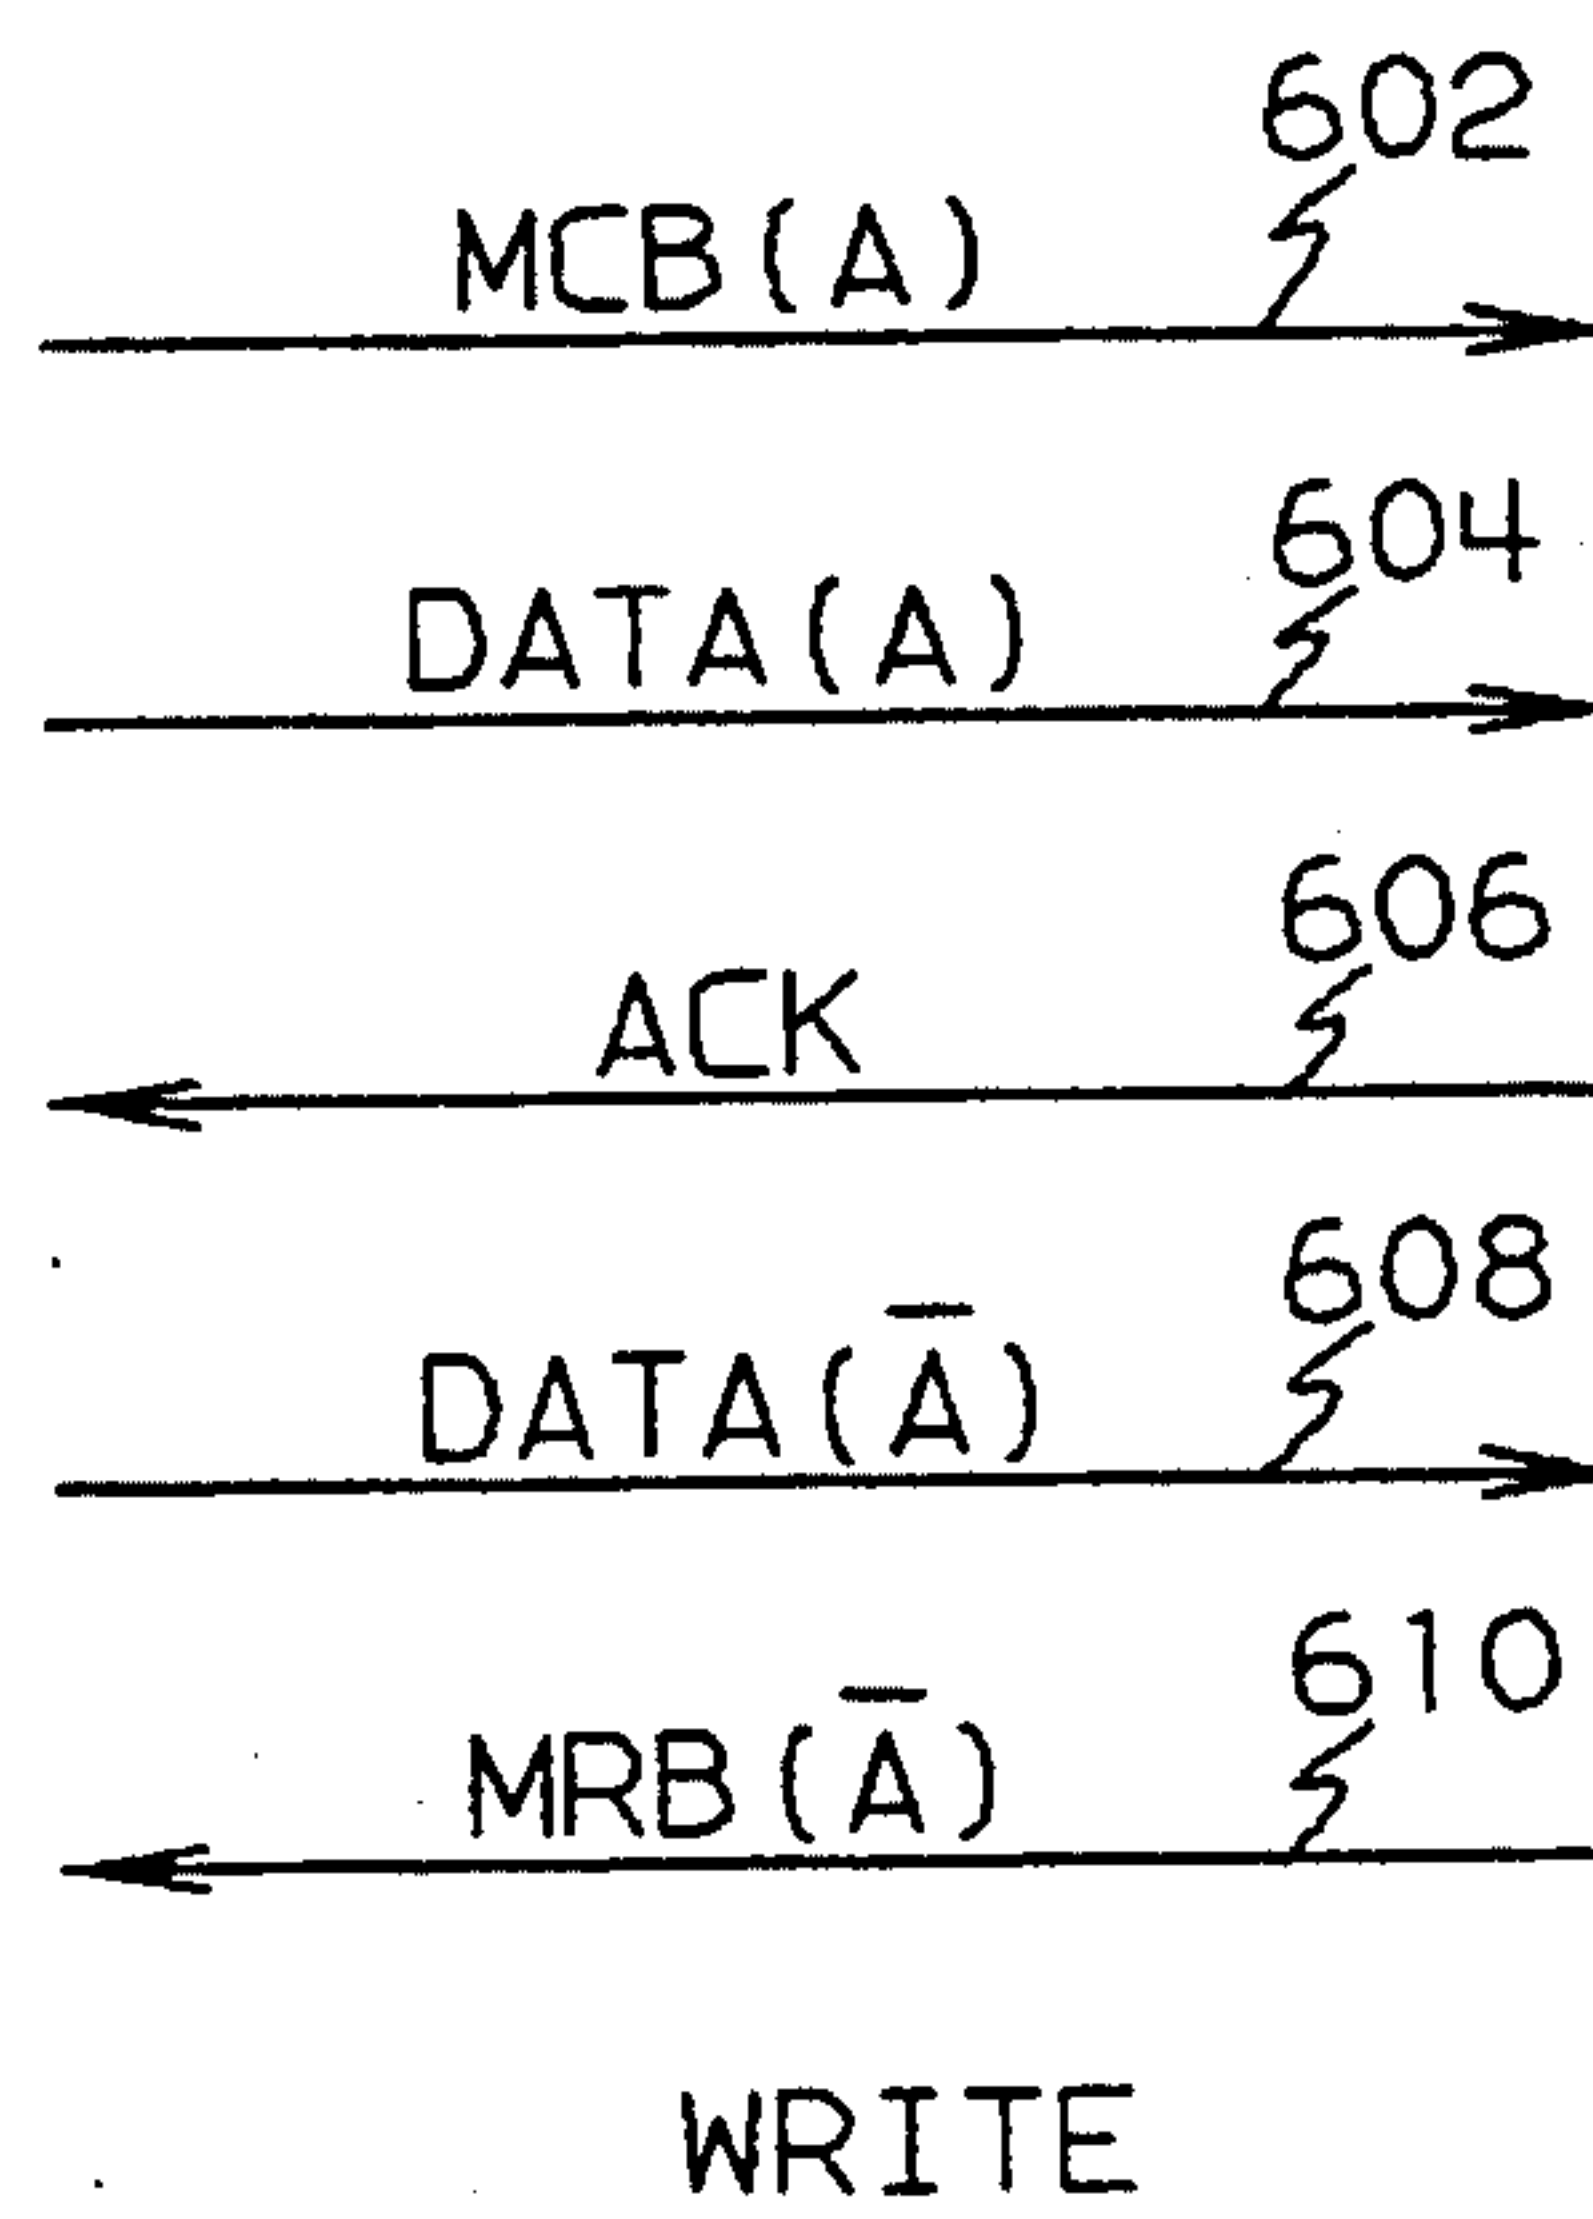 602
MCB(A)
604
DATA(A)
606
ACK
608
DATA(Ā)
610
MRB(Ā)
WRITE